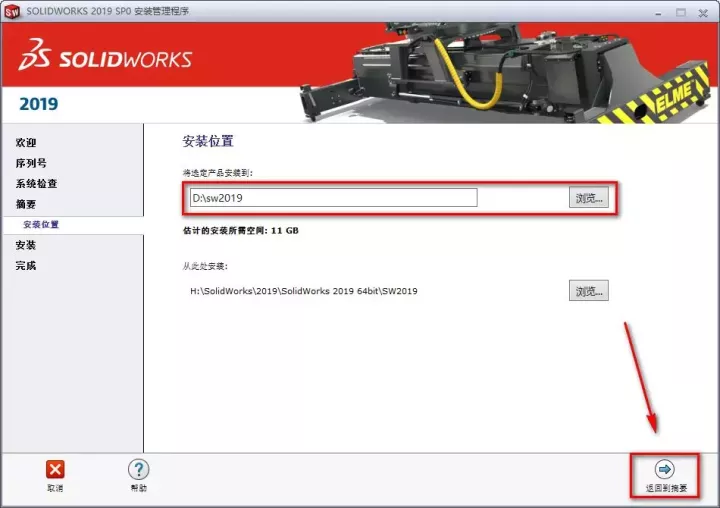 SW SOLIDWORKS 2019 SP0 安装管理程序
SOLIDWORKS
ELME
2019
欢迎
序列号
系统检查
摘要
安装位置
安装
完成
安装位置
将选定产品安装到:
D:\sw2019
浏览...
估计的安装所需空间: 11 GB
从此处安装:
H:\SolidWorks\2019\SolidWorks 2019 64bit\SW2019
浏览...
取消
帮助
返回到摘要